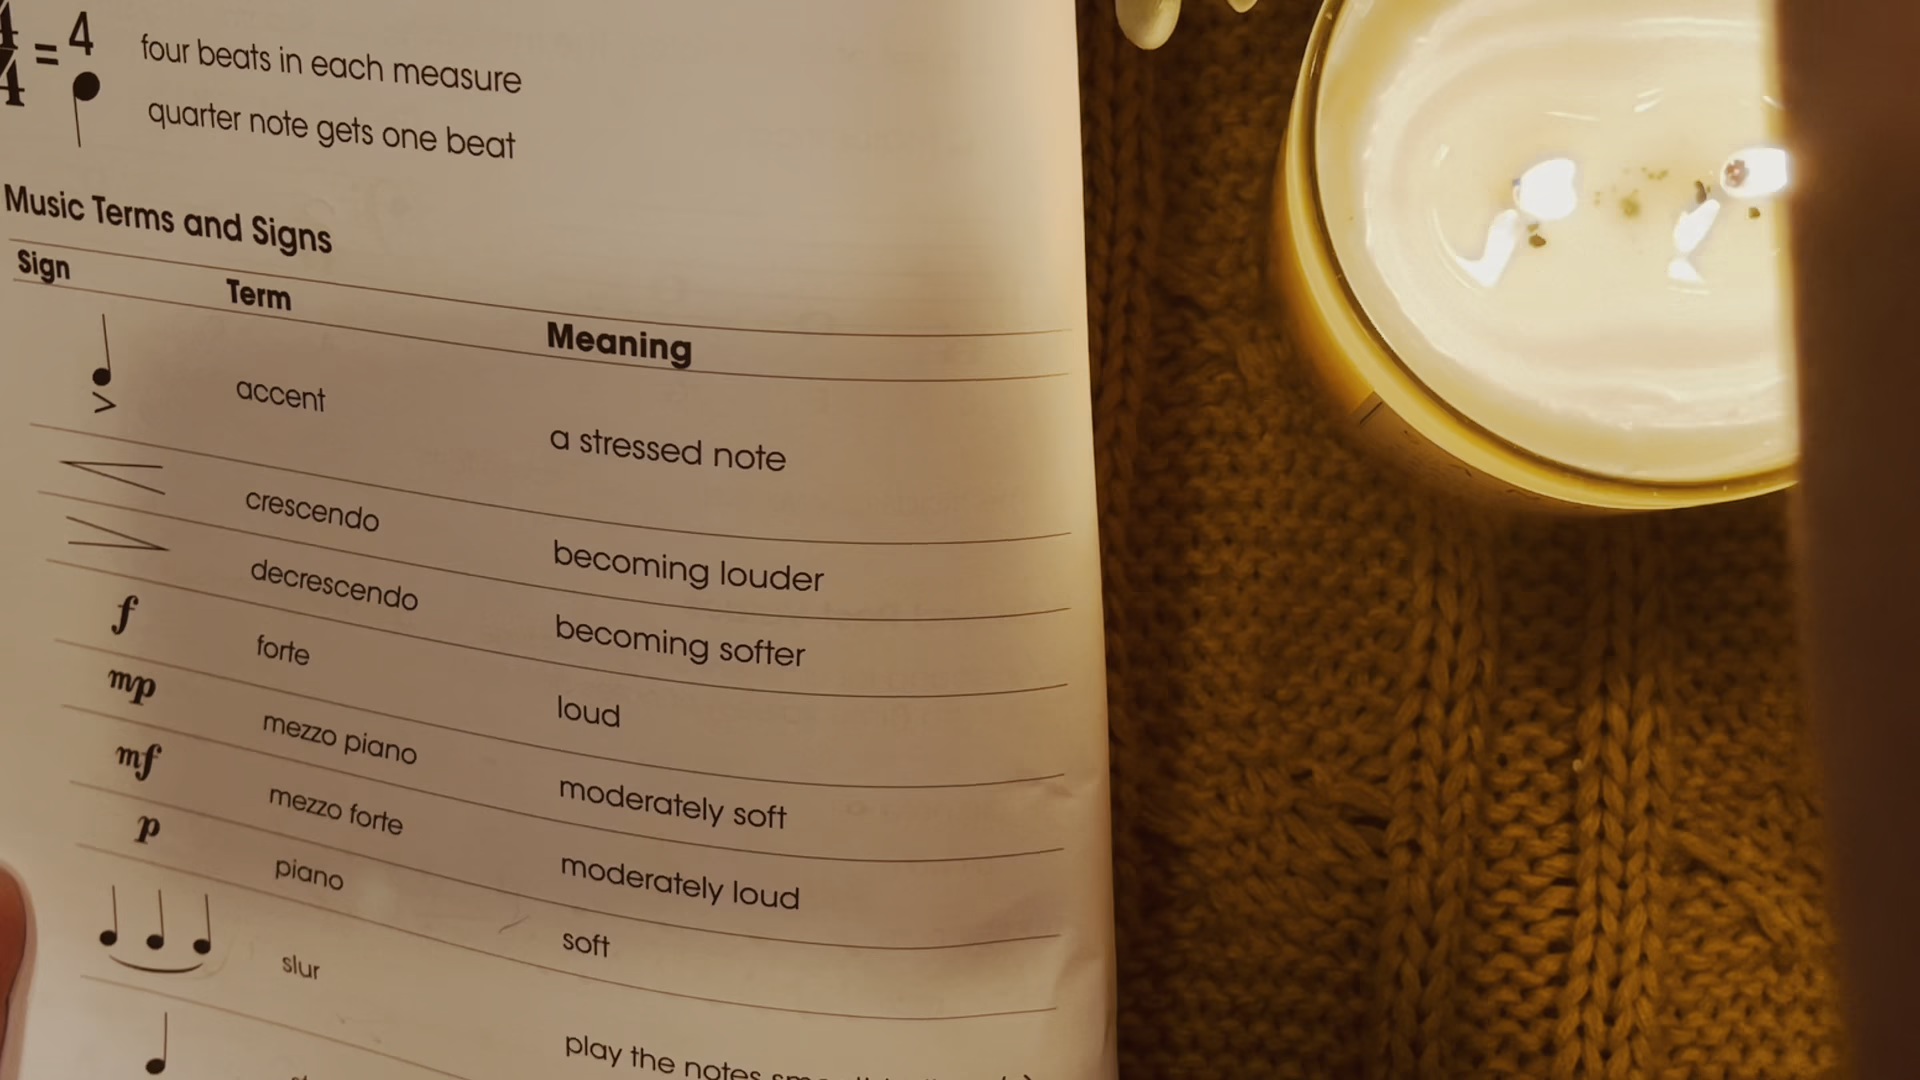 4/4 = 4
four beats in each measure
quarter note gets one beat
Music Terms and Signs
Sign Term Meaning
> accent a stressed note
crescendo becoming louder
decrescendo becoming softer
f forte loud
mp mezzo piano moderately soft
mf mezzo forte moderately loud
p piano soft
slur play the notes